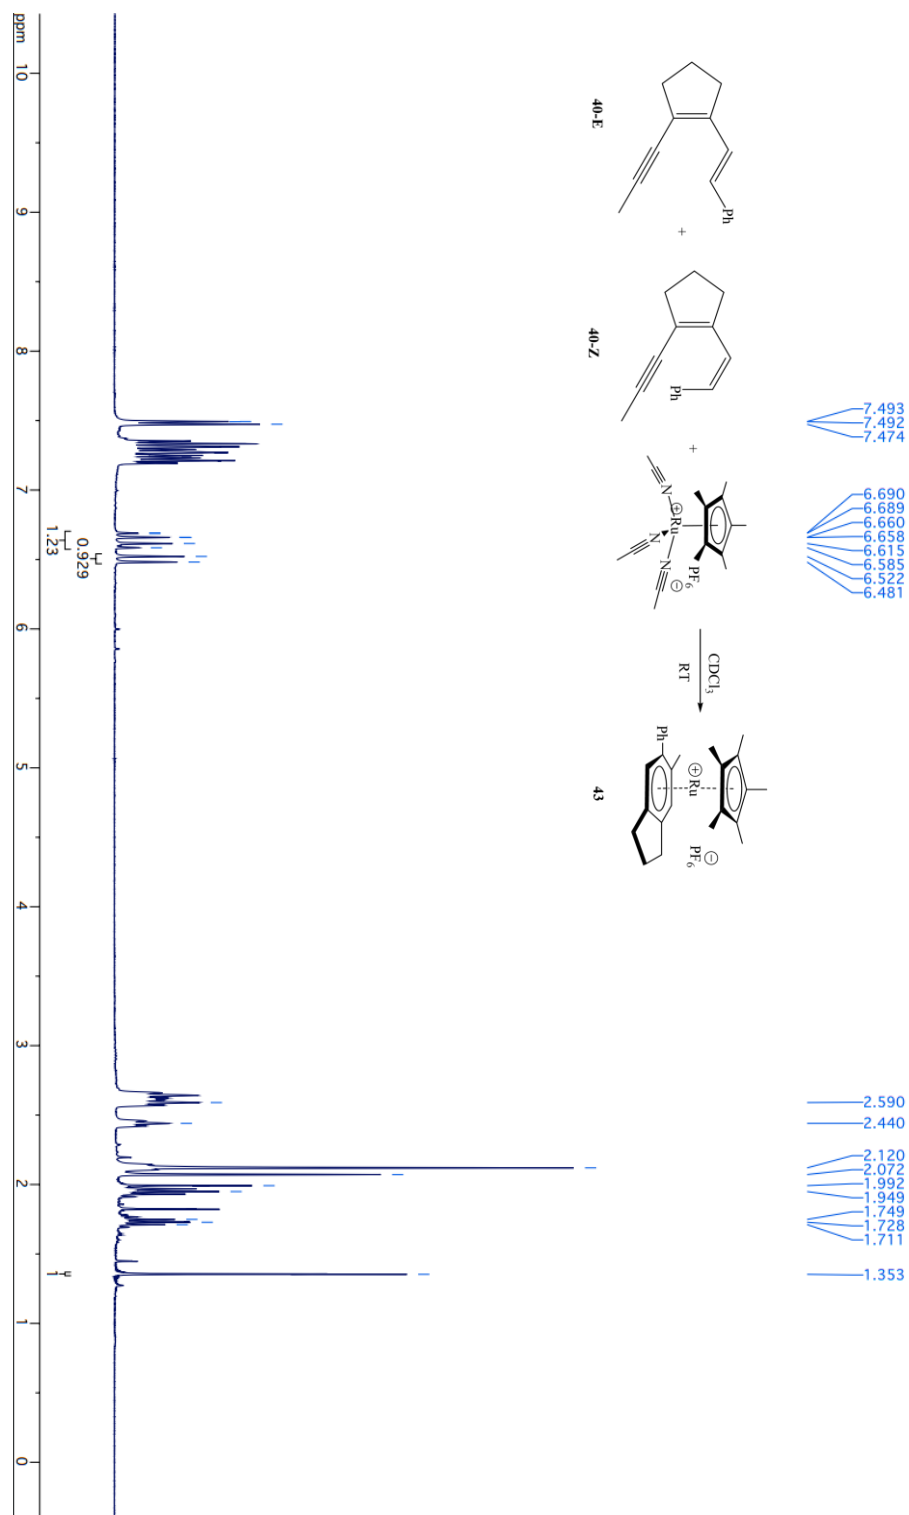 40-E
Ph
+
40-Z
Ph
+
N
N
N
⊕
Ru
PF6
⊖
CDCl3
RT
43
Ph
⊕
Ru
PF6
⊖
7.493
7.492
7.474
6.690
6.689
6.660
6.658
6.615
6.585
6.522
6.481
2.590
2.440
2.120
2.072
1.992
1.949
1.749
1.728
1.711
1.353
1.23
0.929
1
ppm
10
9
8
7
6
5
4
3
2
1
0